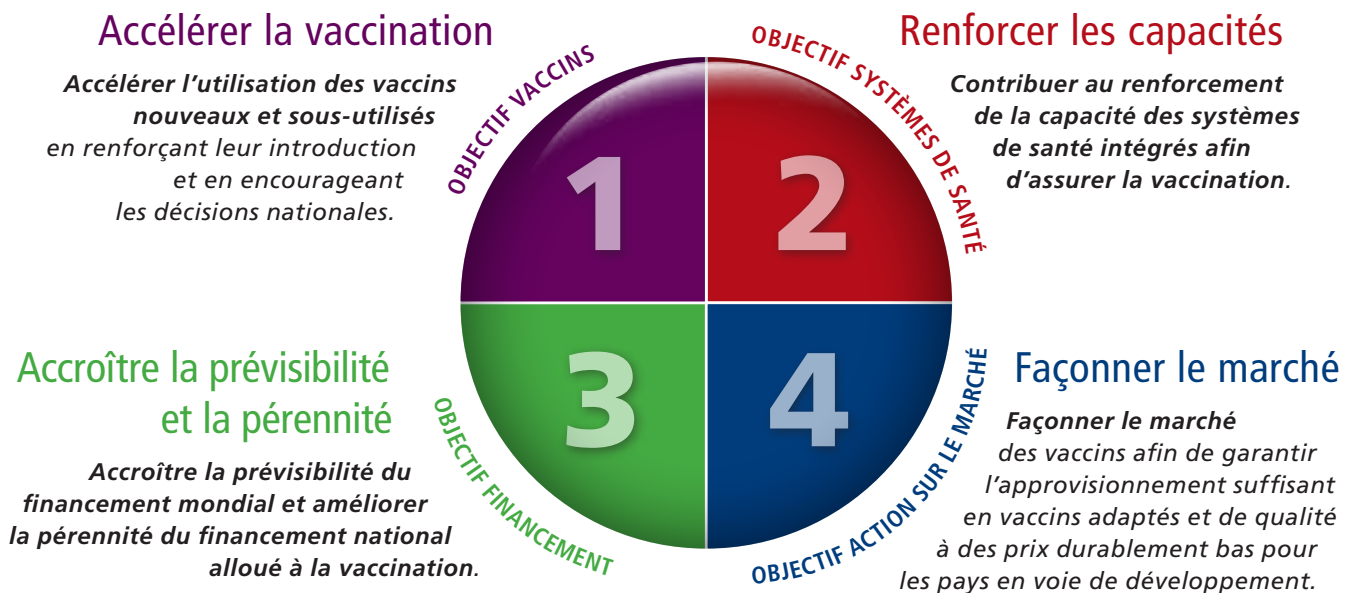 Accélérer la vaccination
Accélérer l’utilisation des vaccins
nouveaux et sous-utilisés
en renforçant leur introduction
et en encourageant
les décisions nationales.
OBJECTIF VACCINS
1
Renforcer les capacités
Contribuer au renforcement
de la capacité des systèmes
de santé intégrés afin
d’assurer la vaccination.
OBJECTIF SYSTÈMES DE SANTÉ
2
Accroître la prévisibilité
et la pérennité
Accroître la prévisibilité du
financement mondial et améliorer
la pérennité du financement national
alloué à la vaccination.
OBJECTIF FINANCEMENT
3
Façonner le marché
Façonner le marché
des vaccins afin de garantir
l’approvisionnement suffisant
en vaccins adaptés et de qualité
à des prix durablement bas pour
les pays en voie de développement.
OBJECTIF ACTION SUR LE MARCHÉ
4